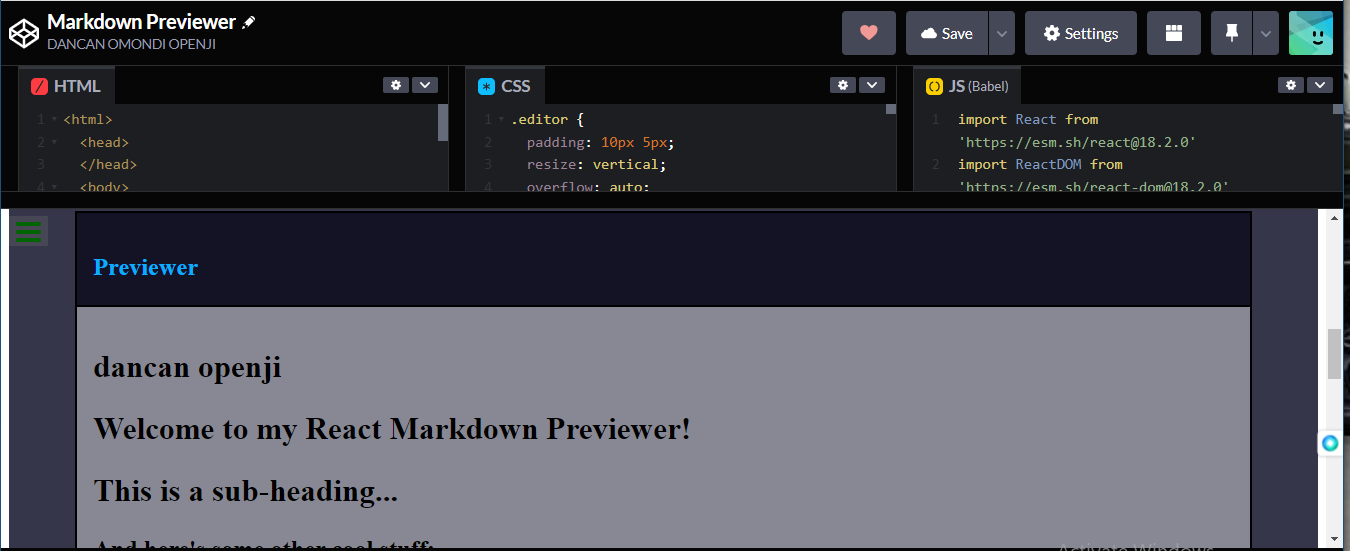 Markdown Previewer
DANCAN OMONDI OPENJI
Save
Settings
HTML
CSS
JS (Babel)
1 <html>
2 <head>
3 </head>
4 <body>
1 .editor {
2 padding: 10px 5px;
3 resize: vertical;
4 overflow: auto;
1 import React from
'https://esm.sh/react@18.2.0'
2 import ReactDOM from
'https://esm.sh/react-dom@18.2.0'
Previewer
dancan openji
Welcome to my React Markdown Previewer!
This is a sub-heading...
And here's some other cool stuff:
Activate Windows